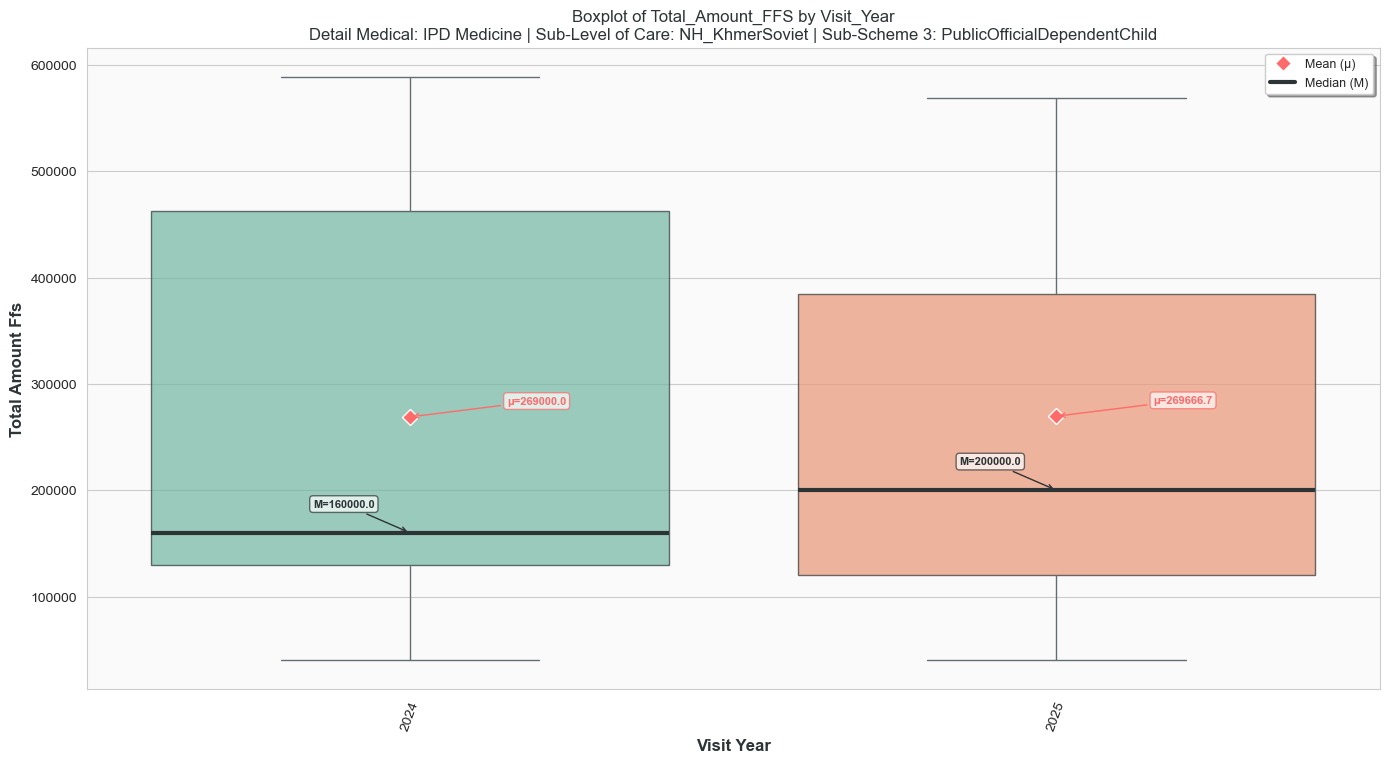 Boxplot of Total_Amount_FFS by Visit_Year
Detail Medical: IPD Medicine | Sub-Level of Care: NH_KhmerSoviet | Sub-Scheme 3: PublicOfficialDependentChild
Mean (μ)
Median (M)
Total Amount Ffs
600000
500000
400000
300000
200000
100000
μ=269000.0
M=160000.0
μ=269666.7
M=200000.0
2024
2025
Visit Year